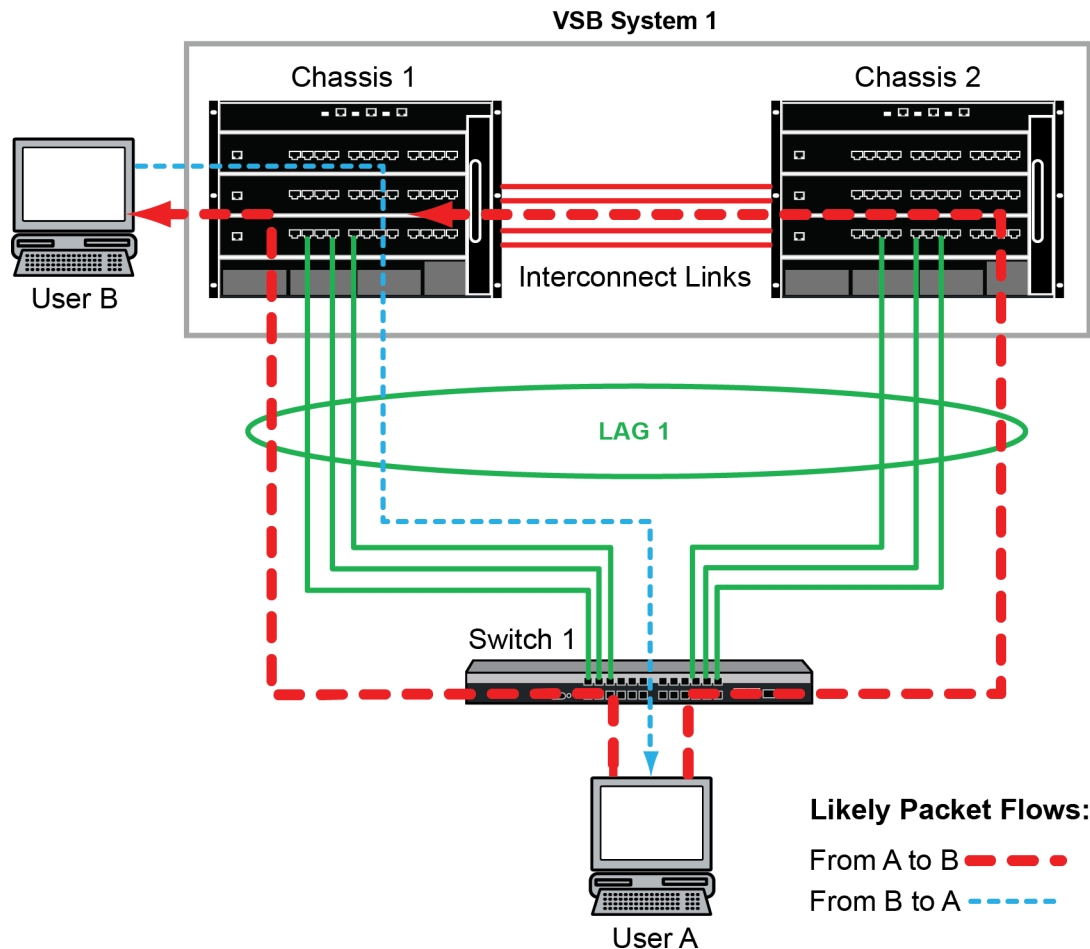 VSB System 1
Chassis 1
Chassis 2
User B
Interconnect Links
LAG 1
Switch 1
Likely Packet Flows:
From A to B
From B to A
User A